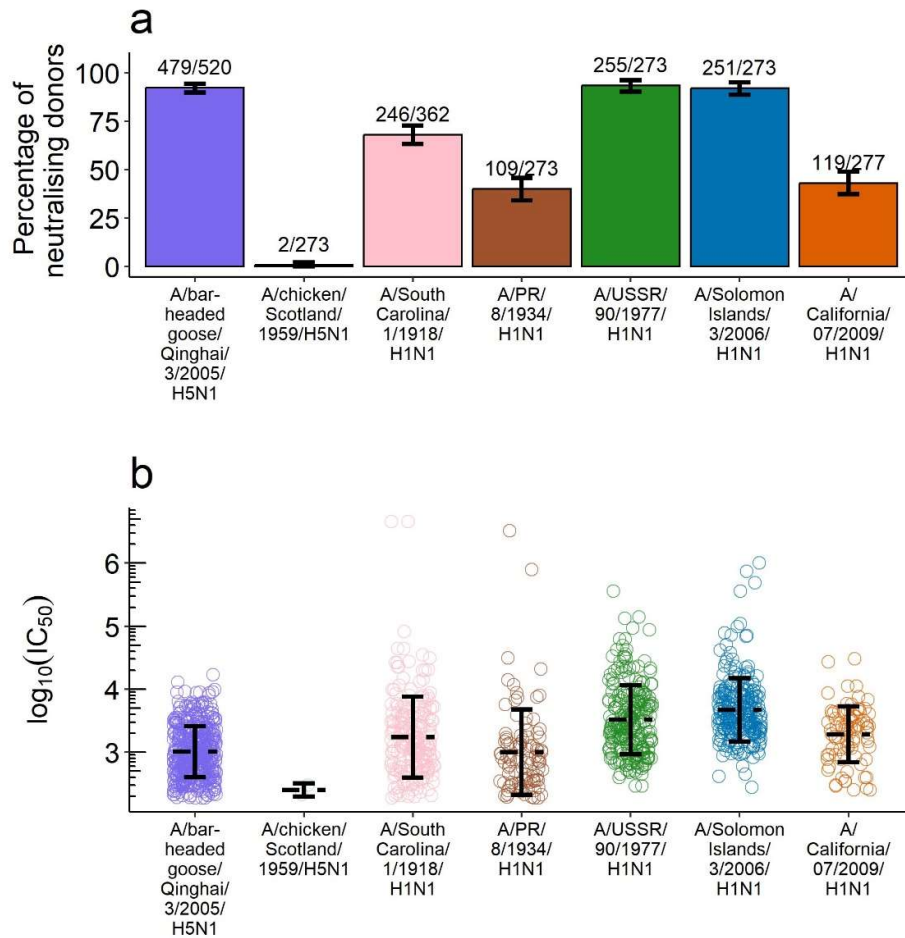 a
Percentage of
neutralising donors
100
75
50
25
0
479/520
2/273
246/362
109/273
255/273
251/273
119/277
A/bar-
headed
goose/
Qinghai/
3/2005/
H5N1
A/chicken/
Scotland/
1959/H5N1
A/South
Carolina/
1/1918/
H1N1
A/PR/
8/1934/
H1N1
A/USSR/
90/1977/
H1N1
A/Solomon
Islands/
3/2006/
H1N1
A/
California/
07/2009/
H1N1
b
log₁₀(IC₅₀)
6
5
4
3
A/bar-
headed
goose/
Qinghai/
3/2005/
H5N1
A/chicken/
Scotland/
1959/H5N1
A/South
Carolina/
1/1918/
H1N1
A/PR/
8/1934/
H1N1
A/USSR/
90/1977/
H1N1
A/Solomon
Islands/
3/2006/
H1N1
A/
California/
07/2009/
H1N1